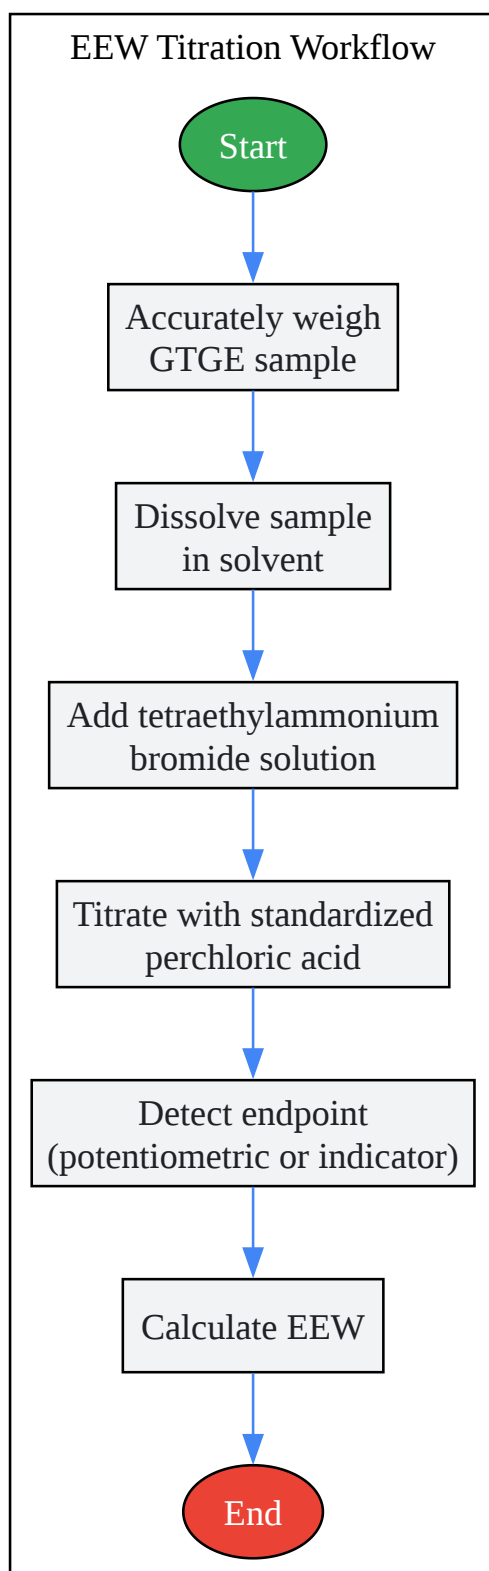 EEW Titration Workflow
Start
Accurately weigh
GTGE sample
Dissolve sample
in solvent
Add tetraethylammonium
bromide solution
Titrate with standardized
perchloric acid
Detect endpoint
(potentiometric or indicator)
Calculate EEW
End